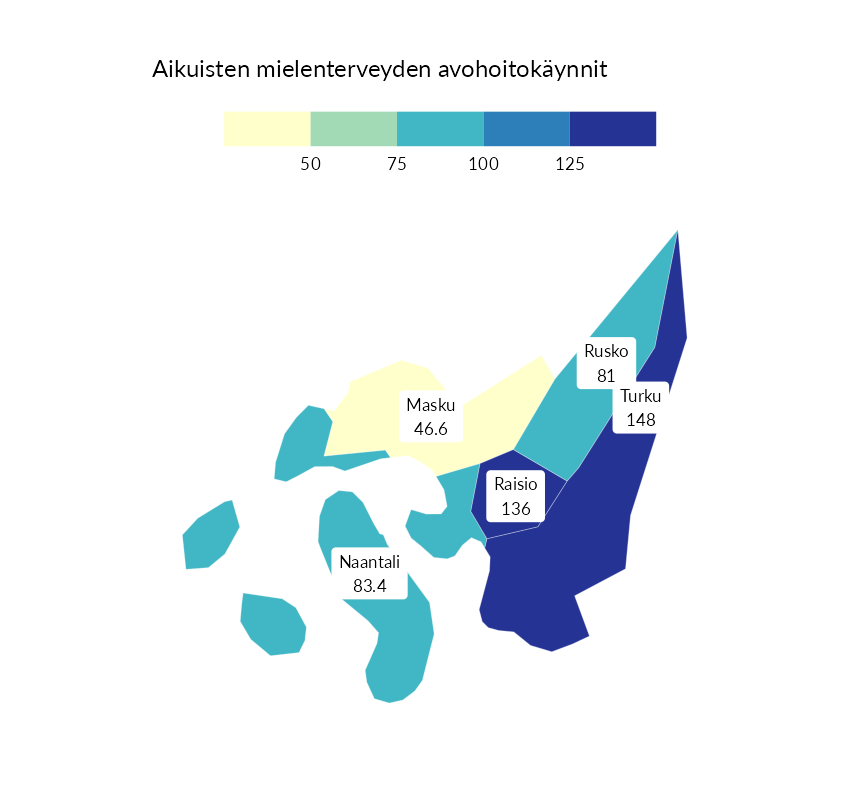 Aikuisten mielenterveyden avohoitokäynnit
50 75 100 125
Rusko
81
Turku
148
Masku
46.6
Raisio
136
Naantali
83.4